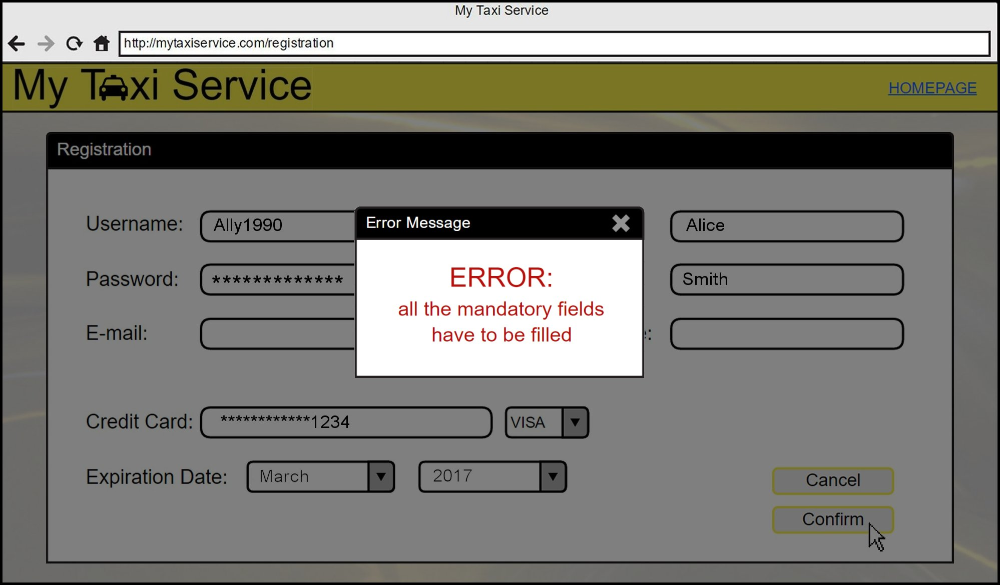 My Taxi Service
http://mytaxiservice.com/registration
My Taxi Service
HOMEPAGE
Registration
Username: Ally1990
Alice
Error Message
Password: *************
Smith
ERROR:
all the mandatory fields
have to be filled
E-mail:
Credit Card: ************1234 VISA
Expiration Date: March 2017
Cancel
Confirm